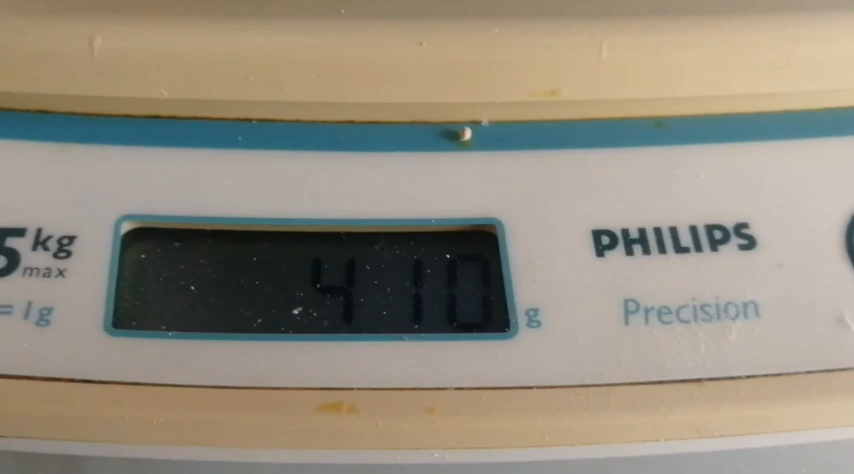 5kg
max
= 1g
410 g
PHILIPS
Precision